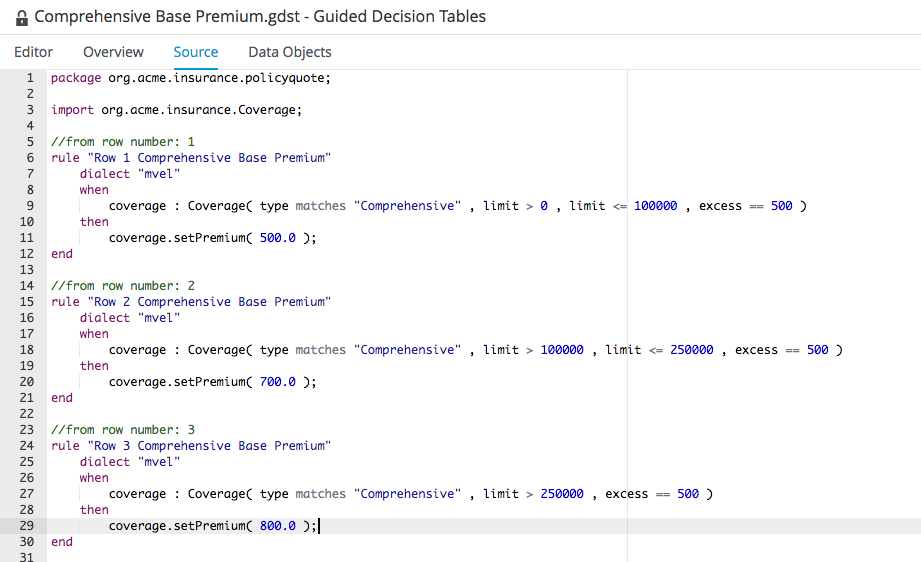 Comprehensive Base Premium.gdst - Guided Decision Tables
Editor Overview Source Data Objects
1 package org.acme.insurance.policyquote;
2
3 import org.acme.insurance.Coverage;
4
5 //from row number: 1
6 rule "Row 1 Comprehensive Base Premium"
7 dialect "mvel"
8 when
9 coverage : Coverage( type matches "Comprehensive" , limit > 0 , limit <= 100000 , excess == 500 )
10 then
11 coverage.setPremium( 500.0 );
12 end
13
14 //from row number: 2
15 rule "Row 2 Comprehensive Base Premium"
16 dialect "mvel"
17 when
18 coverage : Coverage( type matches "Comprehensive" , limit > 100000 , limit <= 250000 , excess == 500 )
19 then
20 coverage.setPremium( 700.0 );
21 end
22
23 //from row number: 3
24 rule "Row 3 Comprehensive Base Premium"
25 dialect "mvel"
26 when
27 coverage : Coverage( type matches "Comprehensive" , limit > 250000 , excess == 500 )
28 then
29 coverage.setPremium( 800.0 );
30 end
31